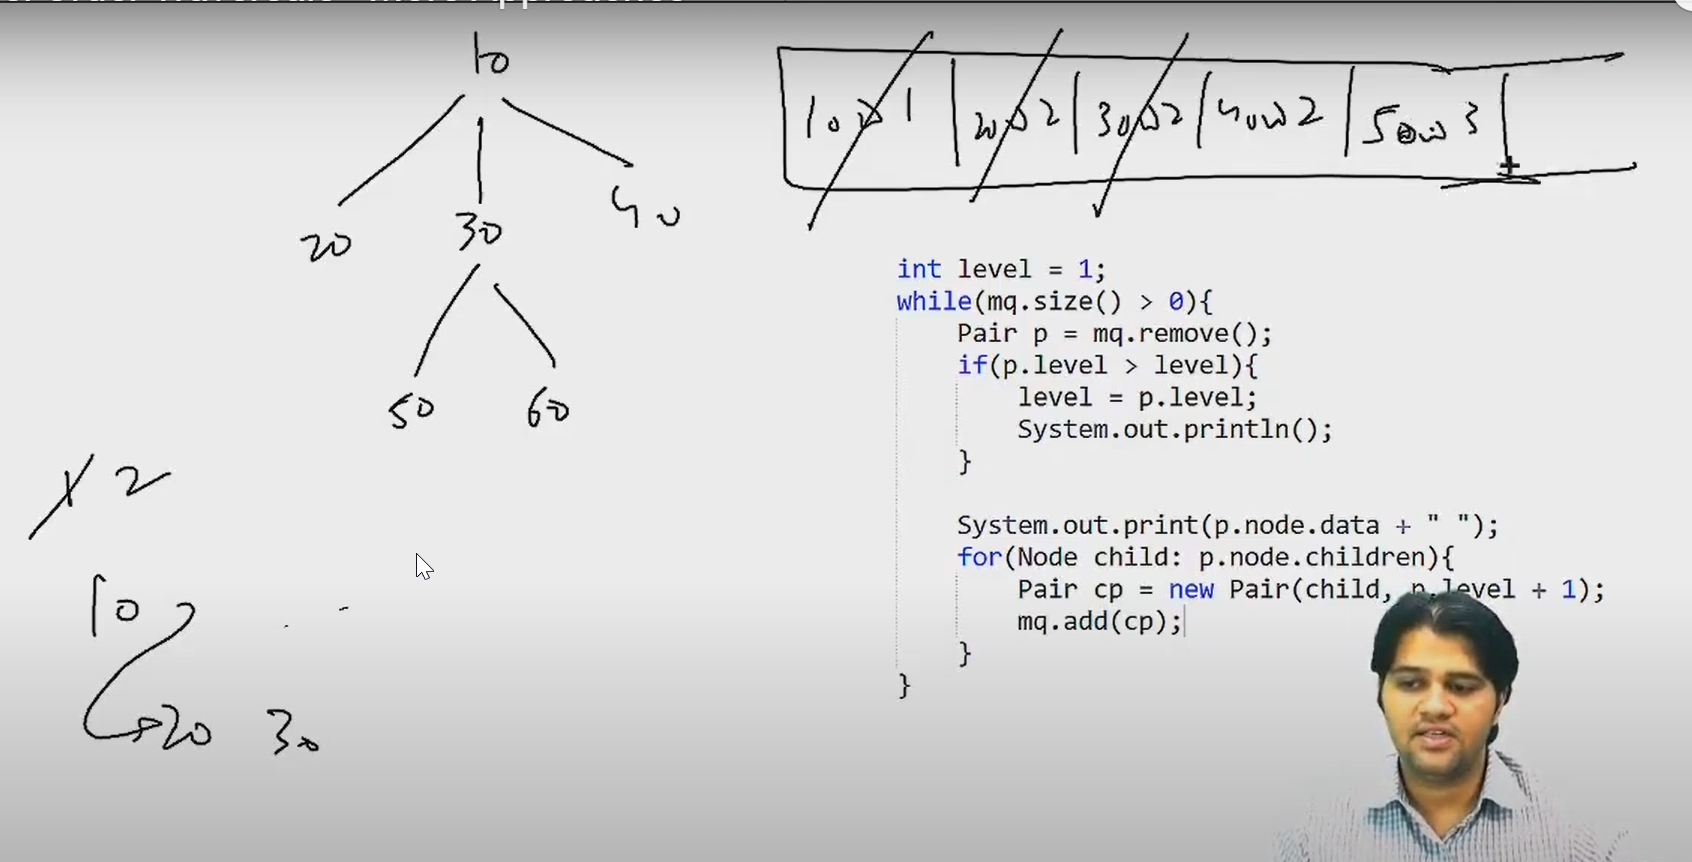 10
20 30 40
50 60
1 2
10
20 30
10 @ 1 20 @ 2 30 @ 2 40 @ 2 50 @ 3
int level = 1;
while(mq.size() > 0){
Pair p = mq.remove();
if(p.level > level){
level = p.level;
System.out.println();
}
System.out.print(p.node.data + " ");
for(Node child: p.node.children){
Pair cp = new Pair(child, p.level + 1);
mq.add(cp);
}
}